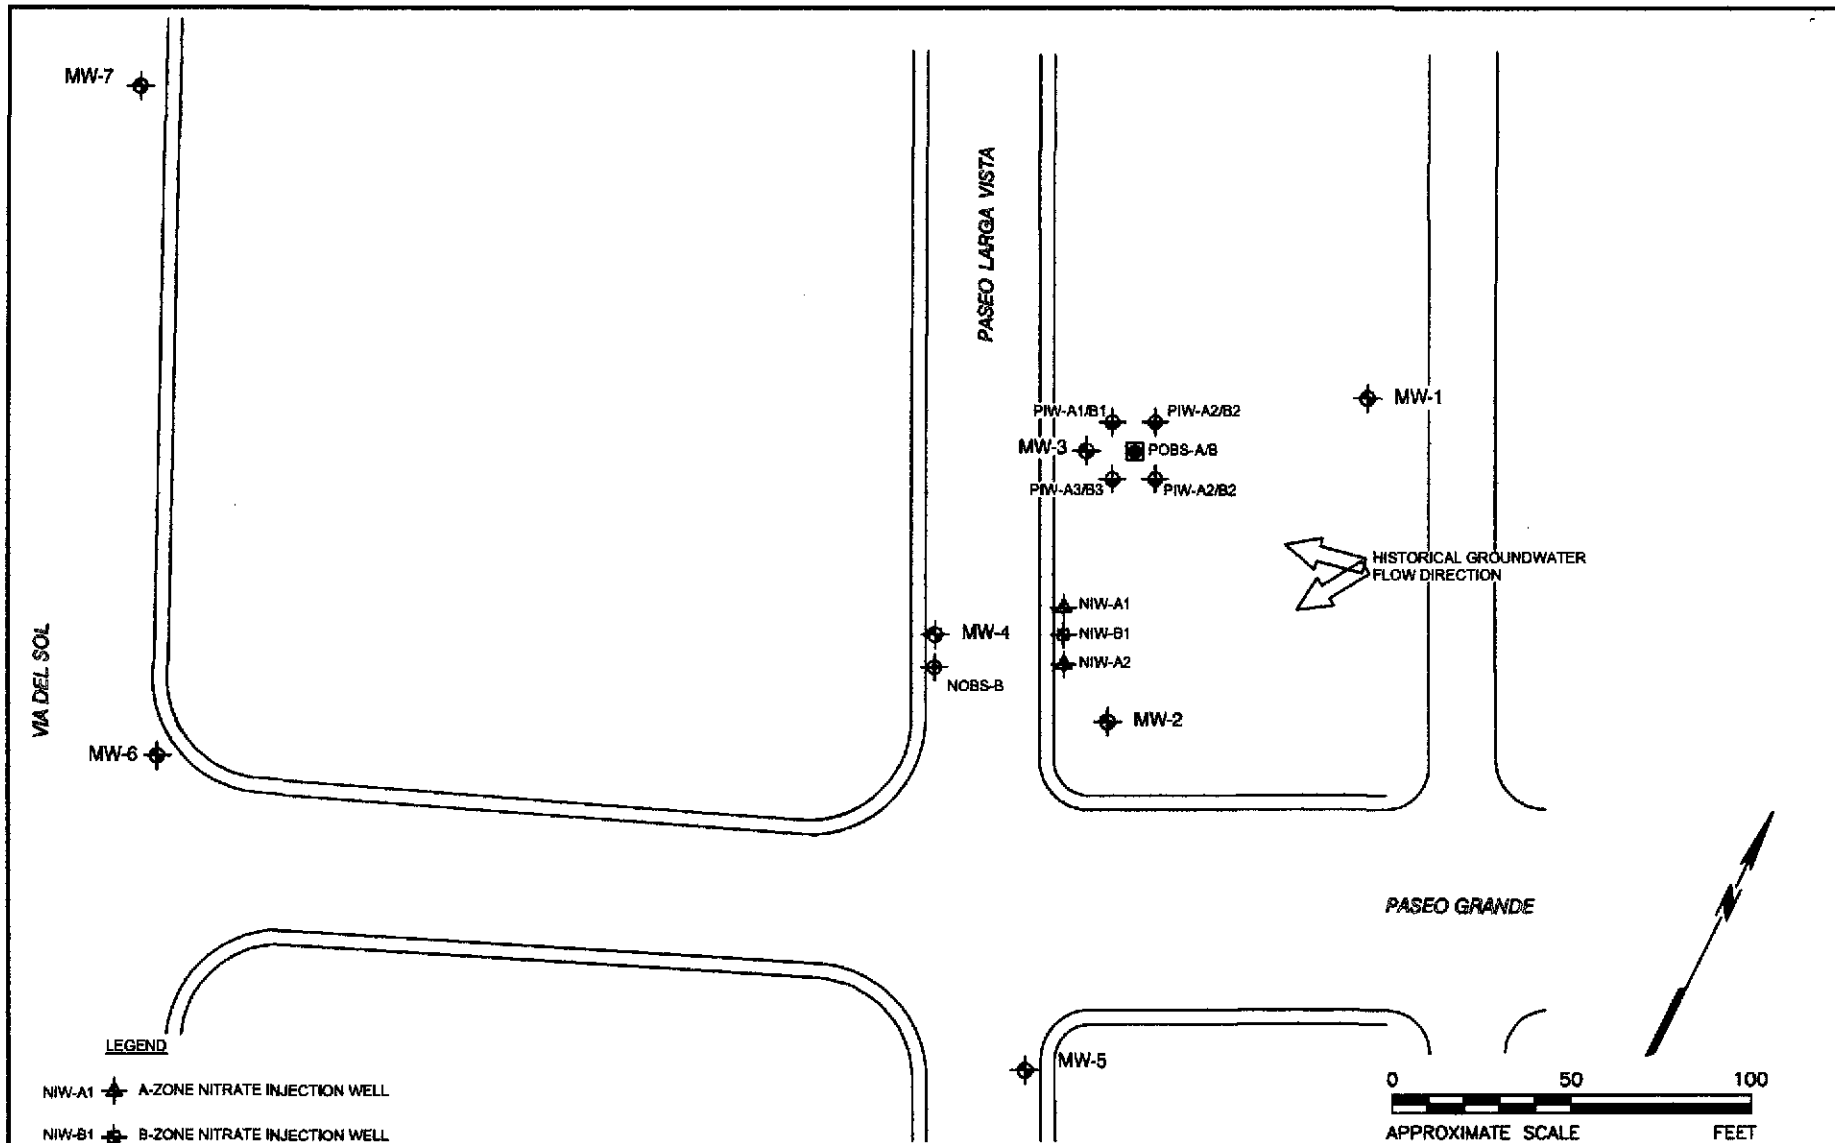 MW-7
PASEO LARGA VISTA
MW-1
PIW-A1/B1
PIW-A2/B2
MW-3
POBS-A/B
PIW-A3/B3
PIW-A2/B2
HISTORICAL GROUNDWATER
FLOW DIRECTION
NIW-A1
MW-4
NIW-B1
NIW-A2
NOBS-B
VIA DEL SOL
MW-2
MW-6
PASEO GRANDE
LEGEND
MW-5
NIW-A1 A-ZONE NITRATE INJECTION WELL
NIW-B1 B-ZONE NITRATE INJECTION WELL
0 50 100
APPROXIMATE SCALE FEET